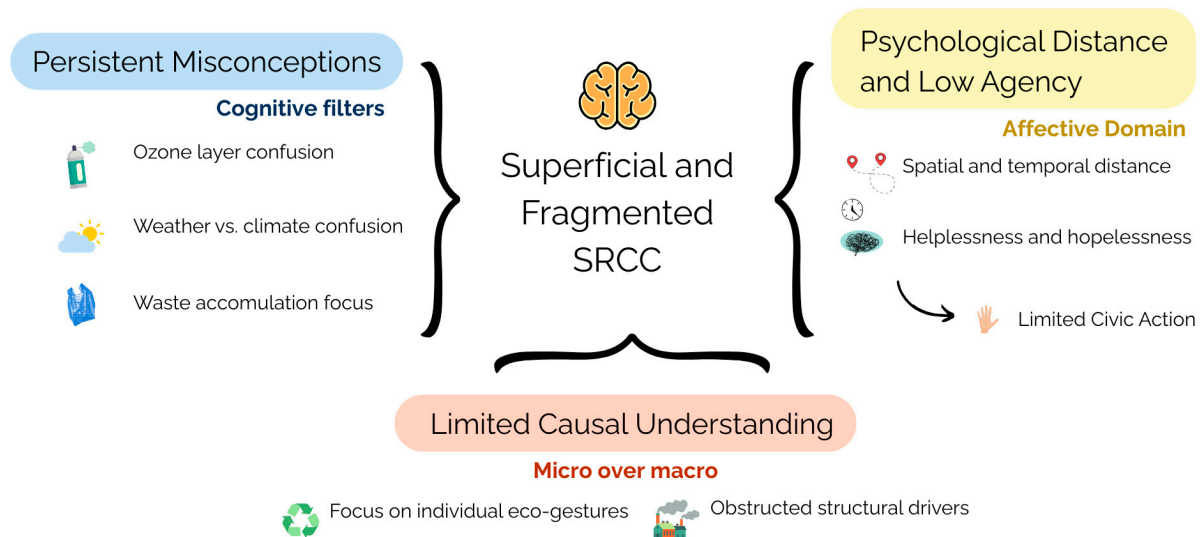 Persistent Misconceptions
Cognitive filters
Ozone layer confusion
Weather vs. climate confusion
Waste accomulation focus
Superficial and
Fragmented
SRCC
Psychological Distance
and Low Agency
Affective Domain
Spatial and temporal distance
Helplessness and hopelessness
Limited Civic Action
Limited Causal Understanding
Micro over macro
Focus on individual eco-gestures
Obstructed structural drivers